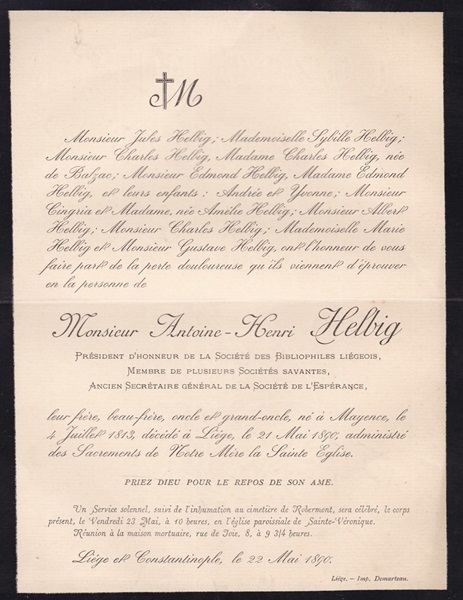 M
Monsieur Jules Helbig; Mademoiselle Sybille Helbig;
Monsieur Charles Helbig, Madame Charles Helbig, née
de Balzac; Monsieur Edmond Helbig, Madame Edmond
Helbig, et leurs enfants: Andrée et Yvonne; Monsieur
Cingria et Madame, née Amélie Helbig; Monsieur Albert
Helbig; Monsieur Charles Helbig; Mademoiselle Marie
Helbig et Monsieur Gustave Helbig, ont l'honneur de vous
faire part de la perte douloureuse qu'ils viennent d'éprouver
en la personne de
Monsieur Antoine-Henri Helbig
Président d'honneur de la Société des Bibliophiles liégeois,
Membre de plusieurs Sociétés savantes,
Ancien Secrétaire général de la Société de l'Espérance,
leur frère, beau-frère, oncle et grand-oncle, né à Mayence, le
4 Juillet 1813, décédé à Liége, le 21 Mai 1890, administré
des Sacrements de Notre Mère la Sainte Eglise.
PRIEZ DIEU POUR LE REPOS DE SON AME.
Un Service solennel, suivi de l'inhumation au cimetière de Robermont, sera célébré, le corps
présent, le Vendredi 23 Mai, à 10 heures, en l'église paroissiale de Sainte-Véronique.
Réunion à la maison mortuaire, rue de Joie, 8, à 9 3/4 heures.
Liége et Constantinople, le 22 Mai 1890.
Liége. — Imp. Demarteau.